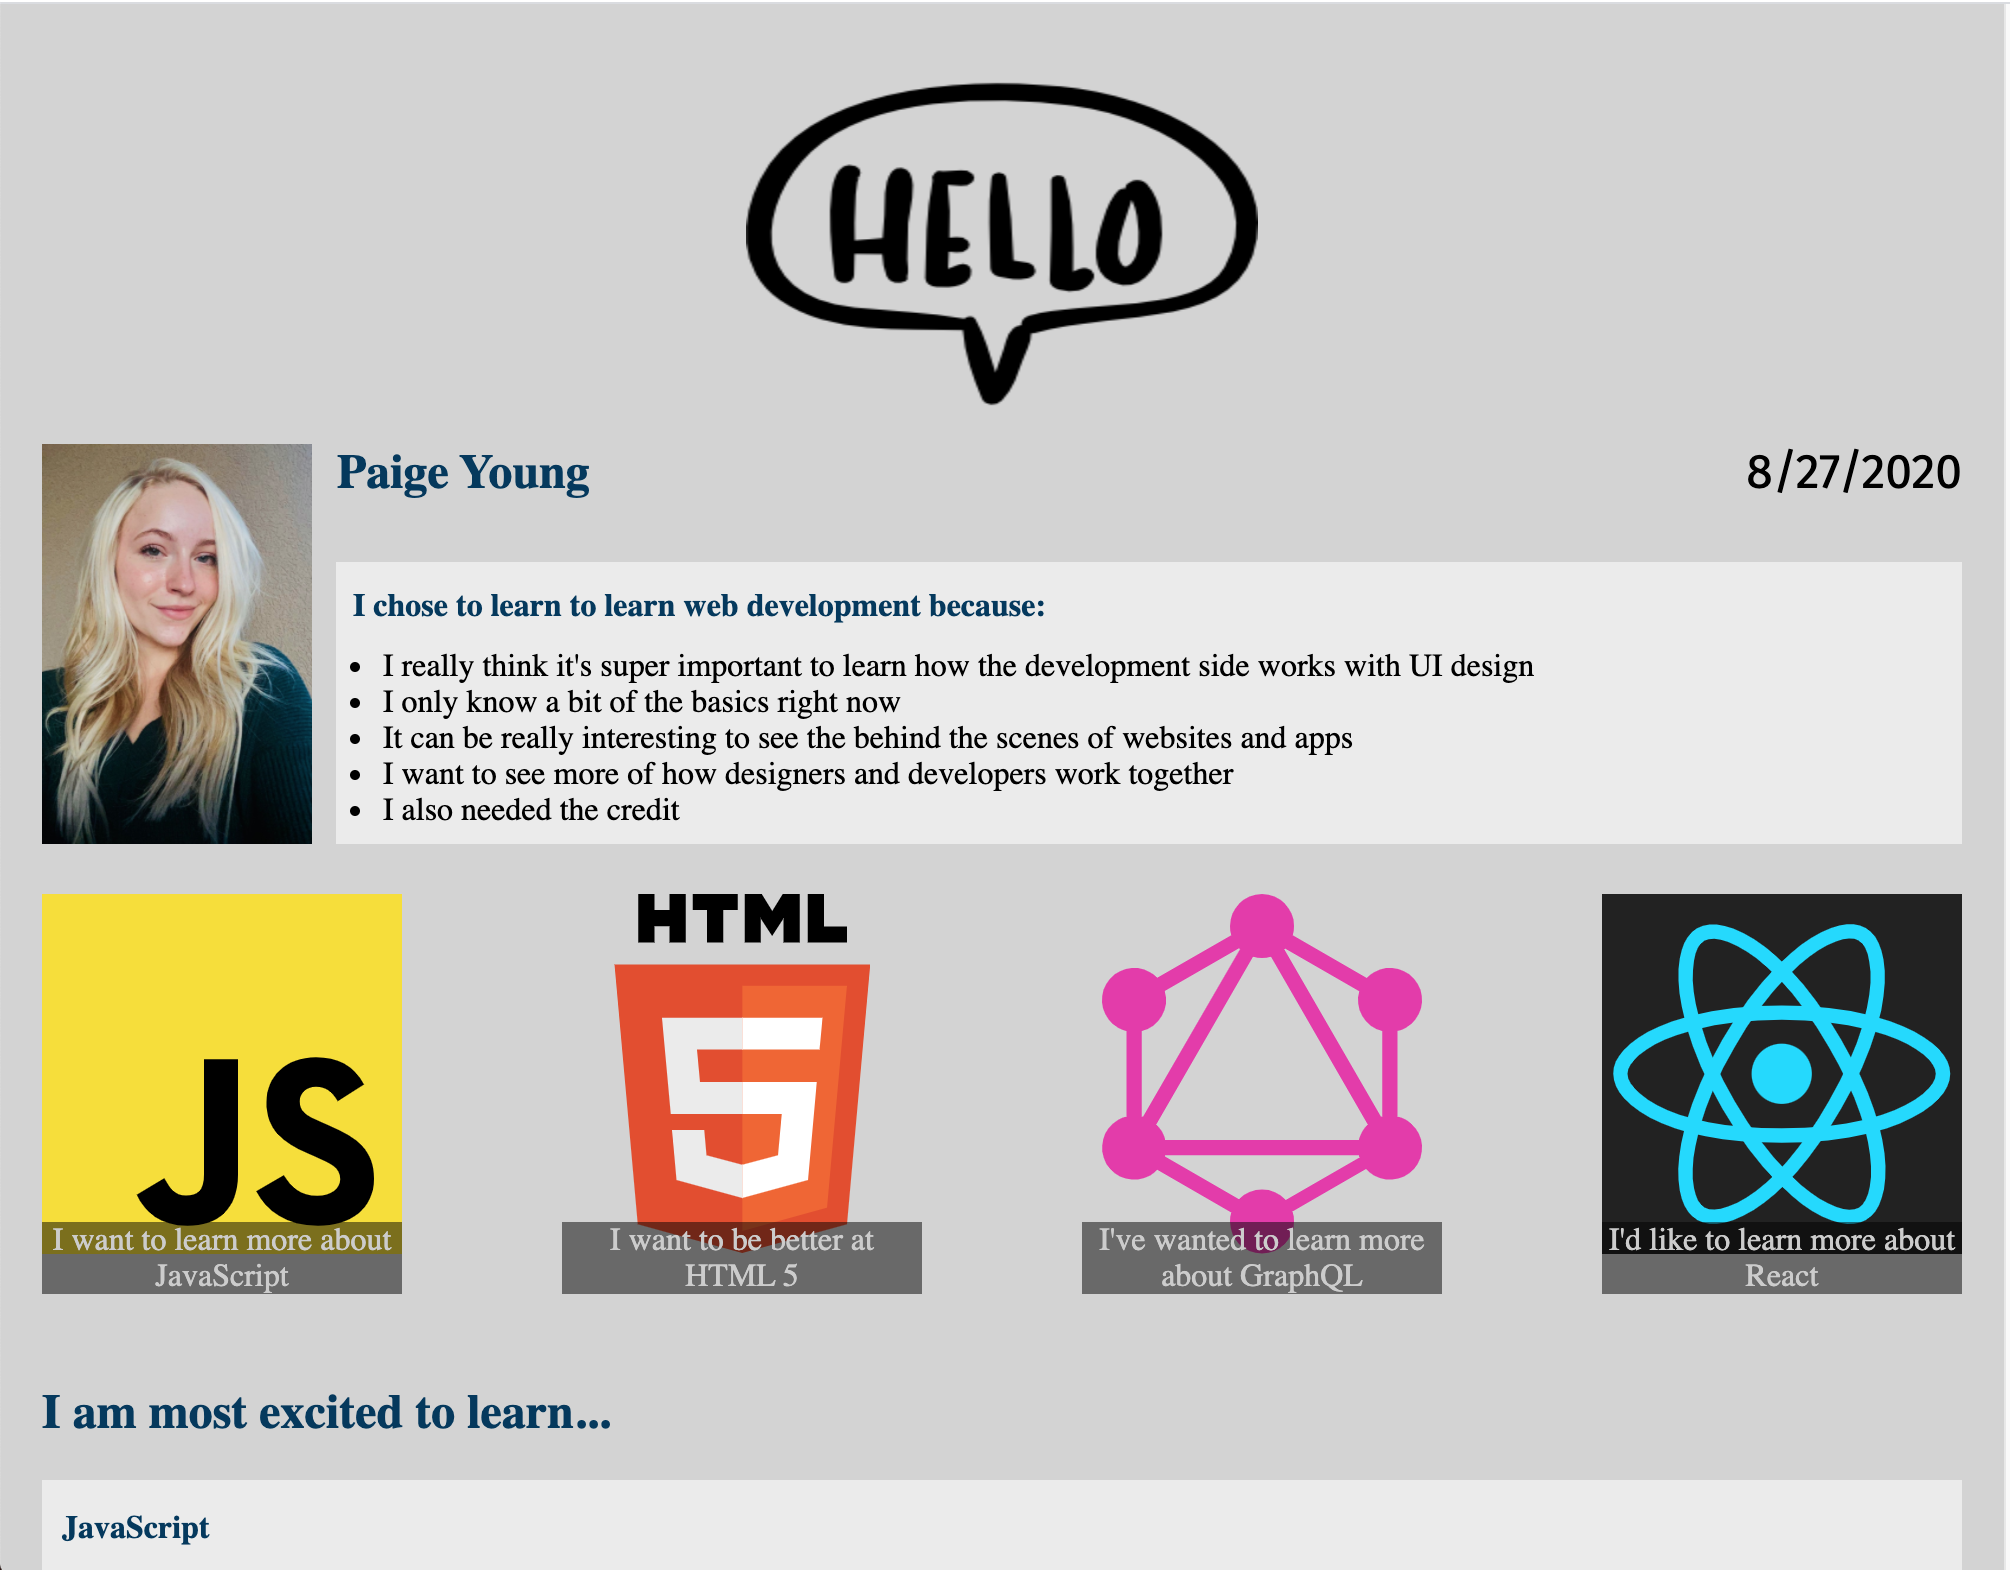 HELLO
Paige Young
8/27/2020
I chose to learn to learn web development because:
I really think it's super important to learn how the development side works with UI design
I only know a bit of the basics right now
It can be really interesting to see the behind the scenes of websites and apps
I want to see more of how designers and developers work together
I also needed the credit
JS
I want to learn more about
JavaScript
HTML
5
I want to be better at
HTML 5
I've wanted to learn more
about GraphQL
I'd like to learn more about
React
I am most excited to learn...
JavaScript